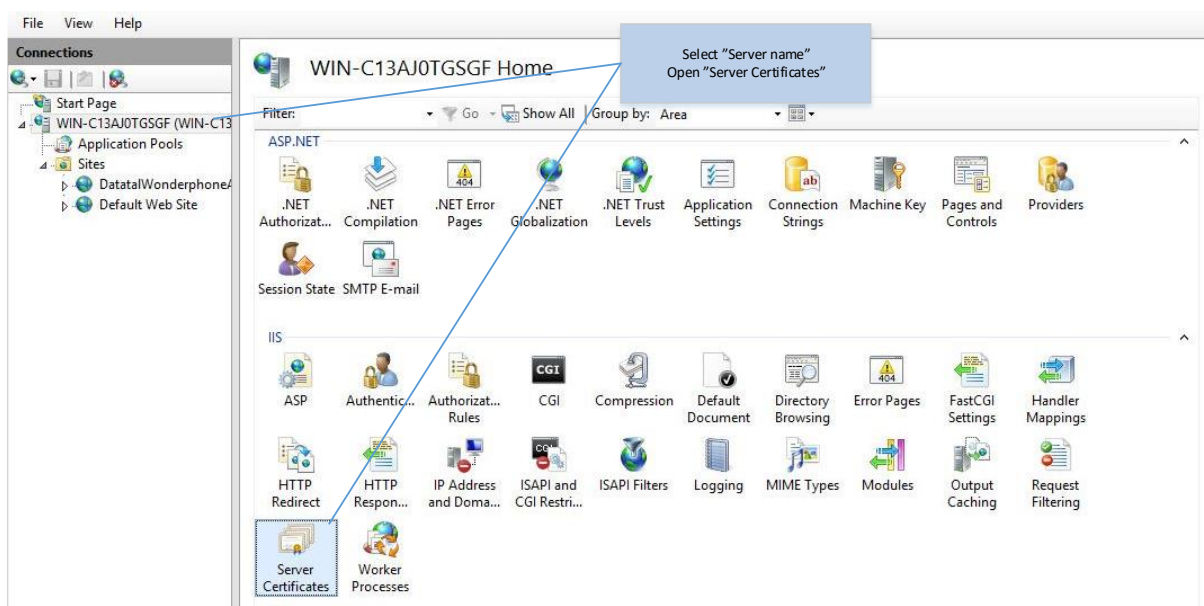 File View Help
Connections
Start Page
WIN-C13AJ0TGSGF (WIN-C13
Application Pools
Sites
DatatalWonderphoneA
Default Web Site
WIN-C13AJ0TGSGF Home
Select "Server name"
Open "Server Certificates"
Filter: Go Show All Group by: Area
ASP.NET
.NET Authorizat...
.NET Compilation
.NET Error Pages
.NET Globalization
.NET Trust Levels
Application Settings
Connection Strings
Machine Key
Pages and Controls
Providers
Session State
SMTP E-mail
IIS
ASP
Authentic...
Authorizat... Rules
CGI
Compression
Default Document
Directory Browsing
Error Pages
FastCGI Settings
Handler Mappings
HTTP Redirect
HTTP Respon...
IP Address and Doma...
ISAPI and CGI Restri...
ISAPI Filters
Logging
MIME Types
Modules
Output Caching
Request Filtering
Server Certificates
Worker Processes